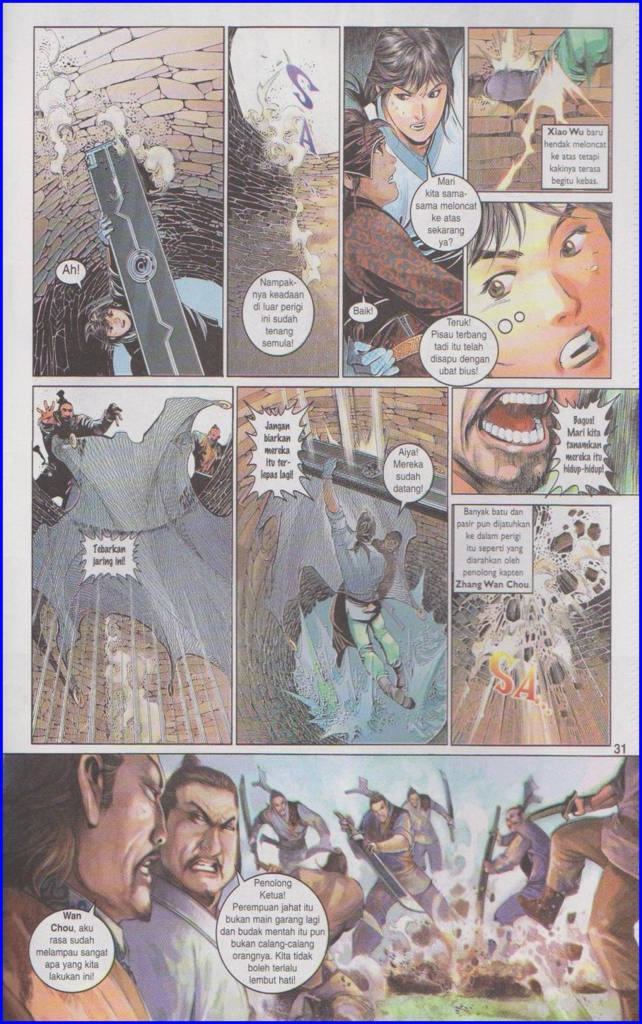 Ah!
SA
Nampak-
nya keadaan
di luar perigi
ini sudah
tenang
semula!
Mari
kita sama-
sama meloncat
ke atas
sekarang
ya?
Baik!
Xiao Wu baru
hendak meloncat
ke atas tetapi
kakinya terasa
begitu kebas.
Teruk!
Pisau terbang
tadi itu telah
disapu dengan
ubat bius!
Tebarkan
jaring ini!
Jangan
biarkan
mereka
itu ter-
lepas lagi!
Aiya!
Mereka
sudah
datang!
Bagus!
Mari kita
tanamkan
mereka itu
hidup-hidup!
Banyak batu dan
pasir pun dijatuhkan
ke dalam perigi
itu seperti yang
diarahkan oleh
penolong kapten
Zhang Wan Chou.
SA..
31
Wan
Chou, aku
rasa sudah
melampau sangat
apa yang kita
lakukan ini!
Penolong
Ketua!
Perempuan jahat itu
bukan main garang lagi
dan budak mentah itu pun
bukan calang-calang
orangnya. Kita tidak
boleh terlalu
lembut hati!